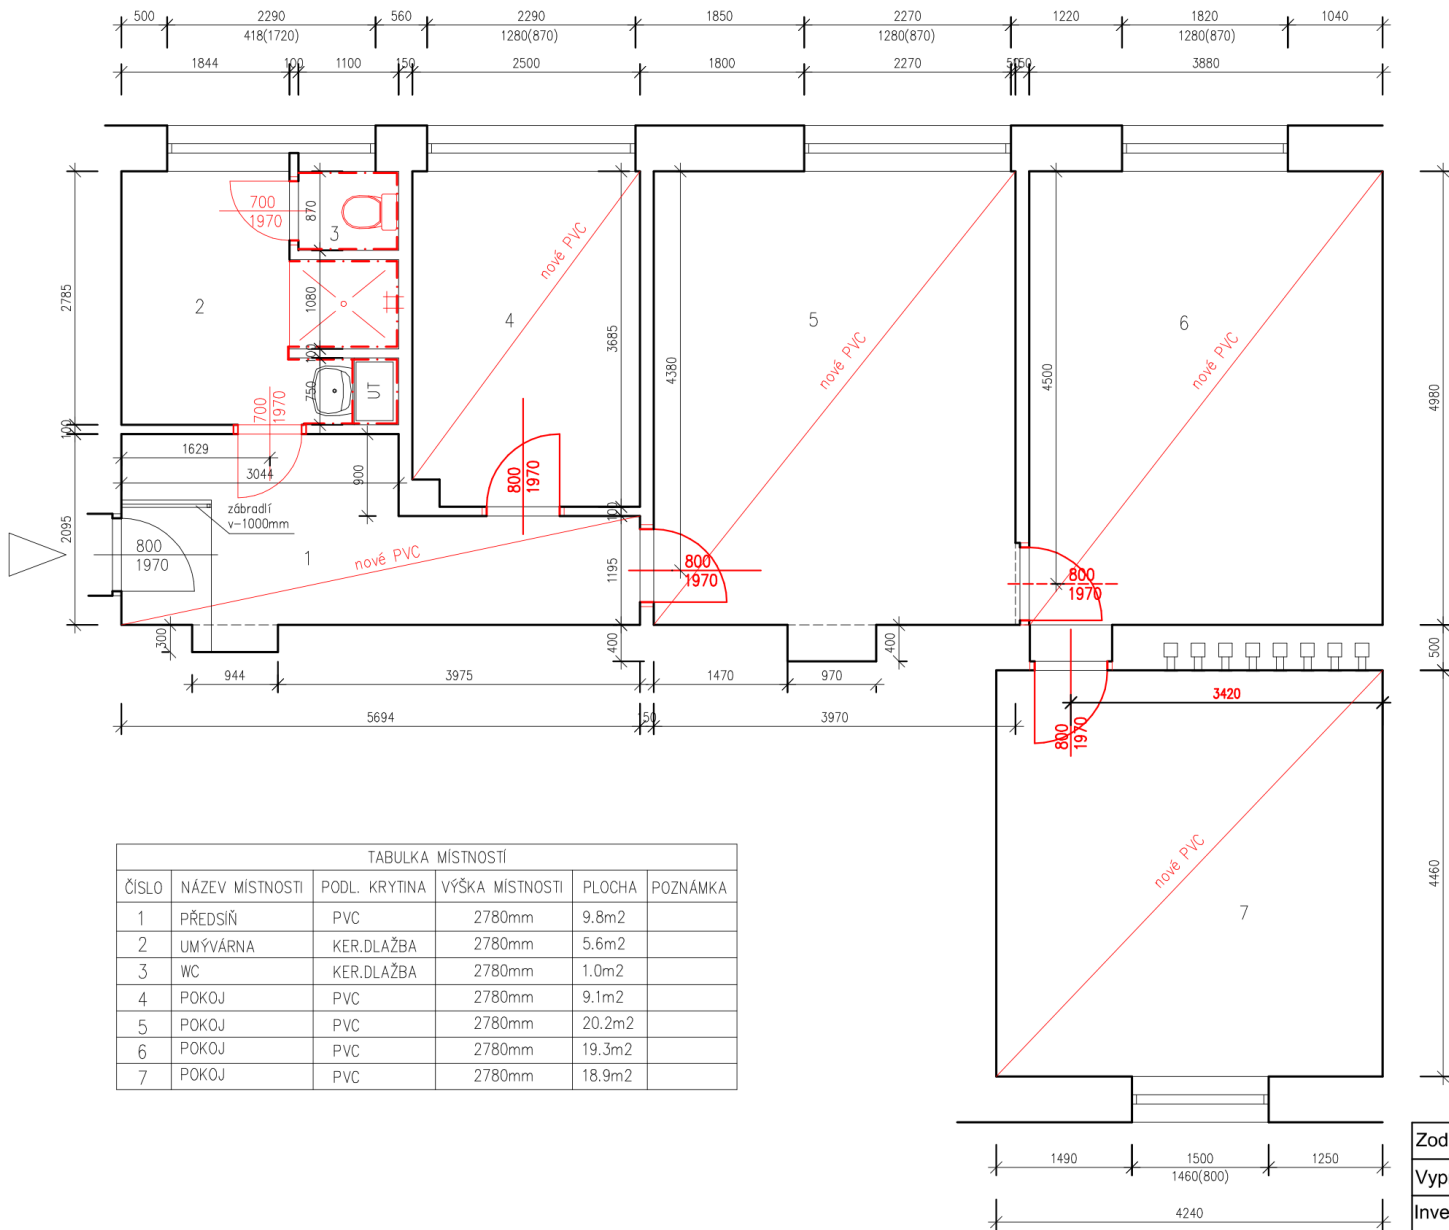 500 2290 560 2290 1850 2270 1220 1820 1040
418(1720) 1280(870) 1280(870) 1280(870)
1844 100 1100 150 2500 1800 2270 3880
2785
100
2095
700
1970
870
3
2
1080
100
750
UT
700
1970
4
nové PVC
3685
100
1195
800
1970
5
nové PVC
4380
6
nové PVC
4500
4980
500
4460
1629
3044
900
zábradlí
v-1000mm
800
1970
1
nové PVC
800
1970
800
1970
300
944
3975
400
1470
970
400
5694
150
3970
3420
800
1970
nové PVC
7
TABULKA MÍSTNOSTÍ
ČÍSLO NÁZEV MÍSTNOSTI PODL. KRYTINA VÝŠKA MÍSTNOSTI PLOCHA POZNÁMKA
1 PŘEDSÍŇ PVC 2780mm 9.8m2
2 UMÝVÁRNA KER.DLAŽBA 2780mm 5.6m2
3 WC KER.DLAŽBA 2780mm 1.0m2
4 POKOJ PVC 2780mm 9.1m2
5 POKOJ PVC 2780mm 20.2m2
6 POKOJ PVC 2780mm 19.3m2
7 POKOJ PVC 2780mm 18.9m2
1490 1500 1250
1460(800)
4240
Zod
Vyp
Inve